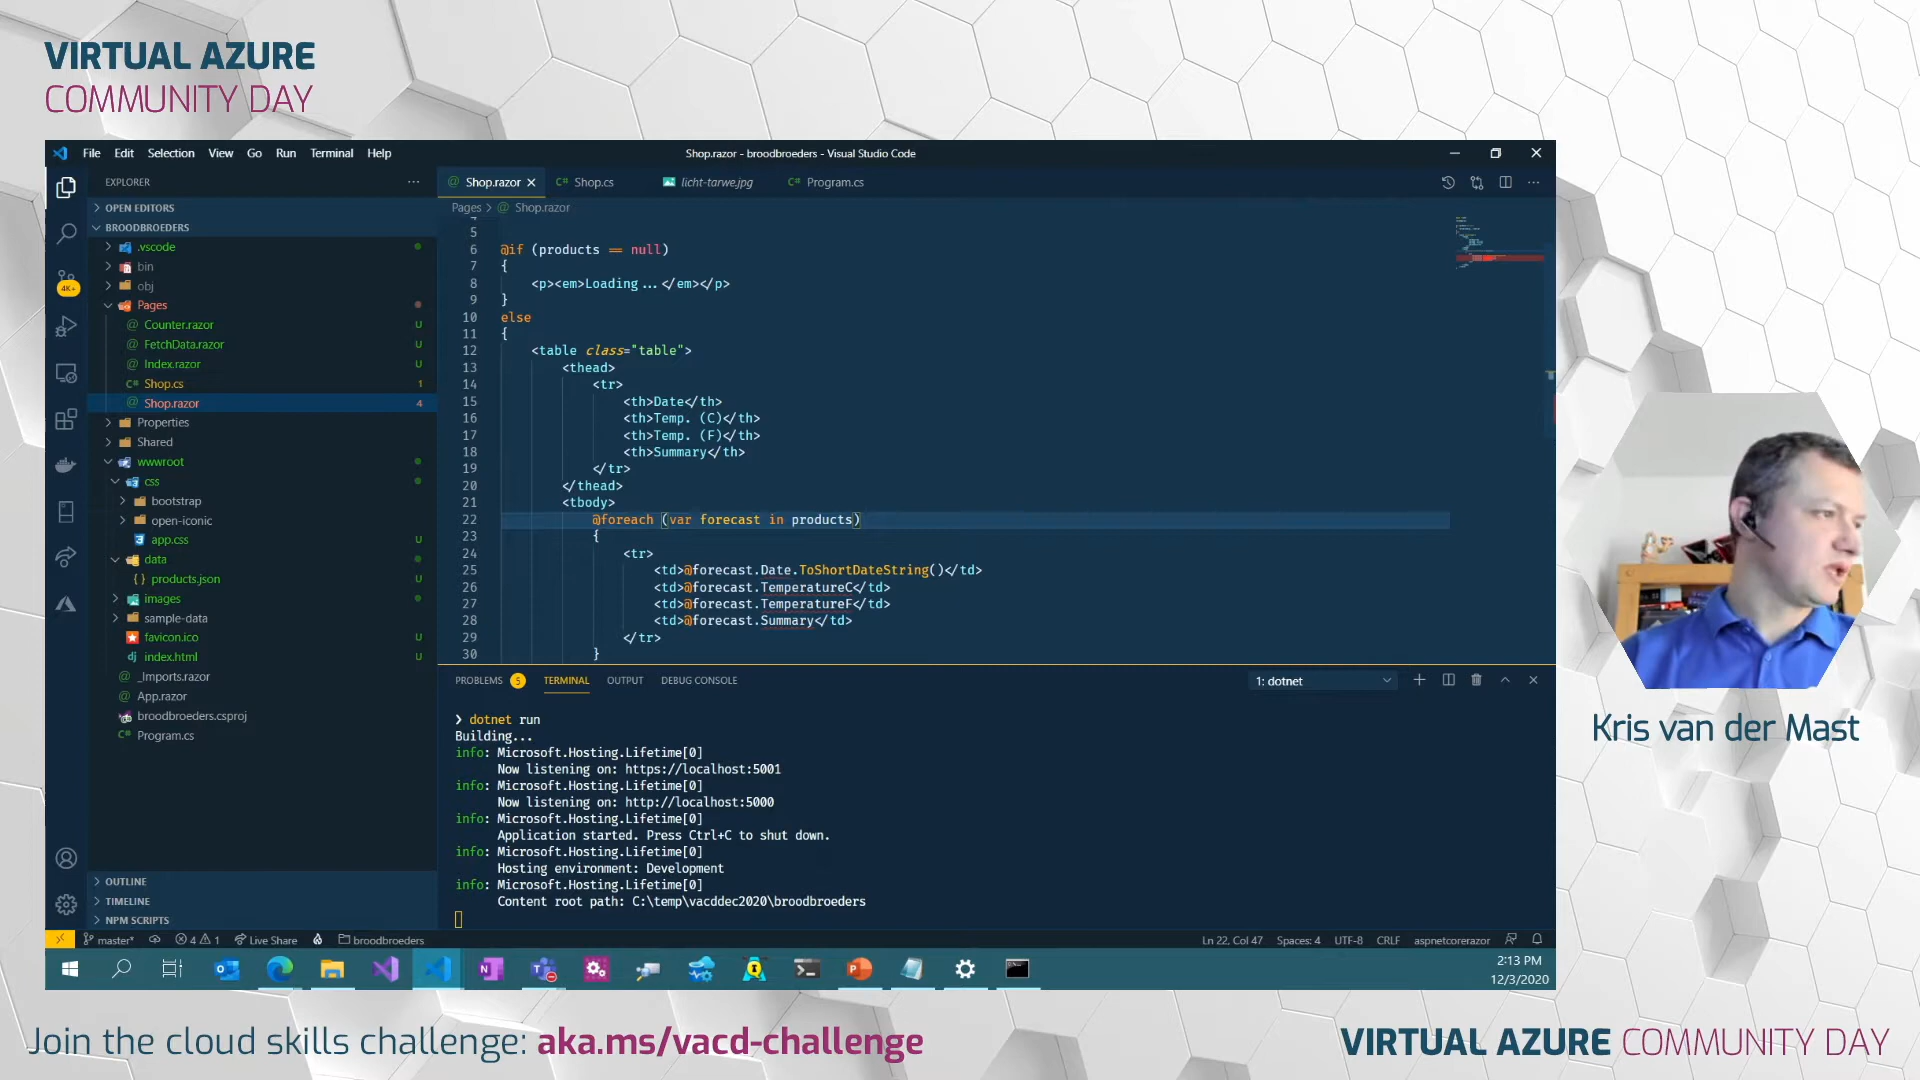 VIRTUAL AZURE
COMMUNITY DAY
File Edit Selection View Go Run Terminal Help
Shop.razor - broodbroeders - Visual Studio Code
EXPLORER
Shop.razor
C# Shop.cs
licht-tarwe.jpg
C# Program.cs
OPEN EDITORS
BROODBROEDERS
.vscode
bin
obj
Pages
@ Counter.razor U
@ FetchData.razor U
@ Index.razor U
C# Shop.cs 1
@ Shop.razor 4
Properties
Shared
wwwroot
css
bootstrap
open-iconic
app.css U
data
{} products.json U
images
sample-data
favicon.ico U
dj index.html U
@ _Imports.razor
@ App.razor
broodbroeders.csproj
C# Program.cs
OUTLINE
TIMELINE
NPM SCRIPTS
4K+
Pages > @ Shop.razor
5
6 @if (products == null)
7 {
8 <p><em>Loading...</em></p>
9 }
10 else
11 {
12 <table class="table">
13 <thead>
14 <tr>
15 <th>Date</th>
16 <th>Temp. (C)</th>
17 <th>Temp. (F)</th>
18 <th>Summary</th>
19 </tr>
20 </thead>
21 <tbody>
22 @foreach (var forecast in products)
23 {
24 <tr>
25 <td>@forecast.Date.ToShortDateString()</td>
26 <td>@forecast.TemperatureC</td>
27 <td>@forecast.TemperatureF</td>
28 <td>@forecast.Summary</td>
29 </tr>
30 }
PROBLEMS 5 TERMINAL OUTPUT DEBUG CONSOLE
1: dotnet
❯ dotnet run
Building...
info: Microsoft.Hosting.Lifetime[0]
Now listening on: https://localhost:5001
info: Microsoft.Hosting.Lifetime[0]
Now listening on: http://localhost:5000
info: Microsoft.Hosting.Lifetime[0]
Application started. Press Ctrl+C to shut down.
info: Microsoft.Hosting.Lifetime[0]
Hosting environment: Development
info: Microsoft.Hosting.Lifetime[0]
Content root path: C:\temp\vacddec2020\broodbroeders
master* 4 1 Live Share broodbroeders
Ln 22, Col 47 Spaces: 4 UTF-8 CRLF aspnetcorerazor
2:13 PM
12/3/2020
Kris van der Mast
Join the cloud skills challenge: aka.ms/vacd-challenge
VIRTUAL AZURE COMMUNITY DAY